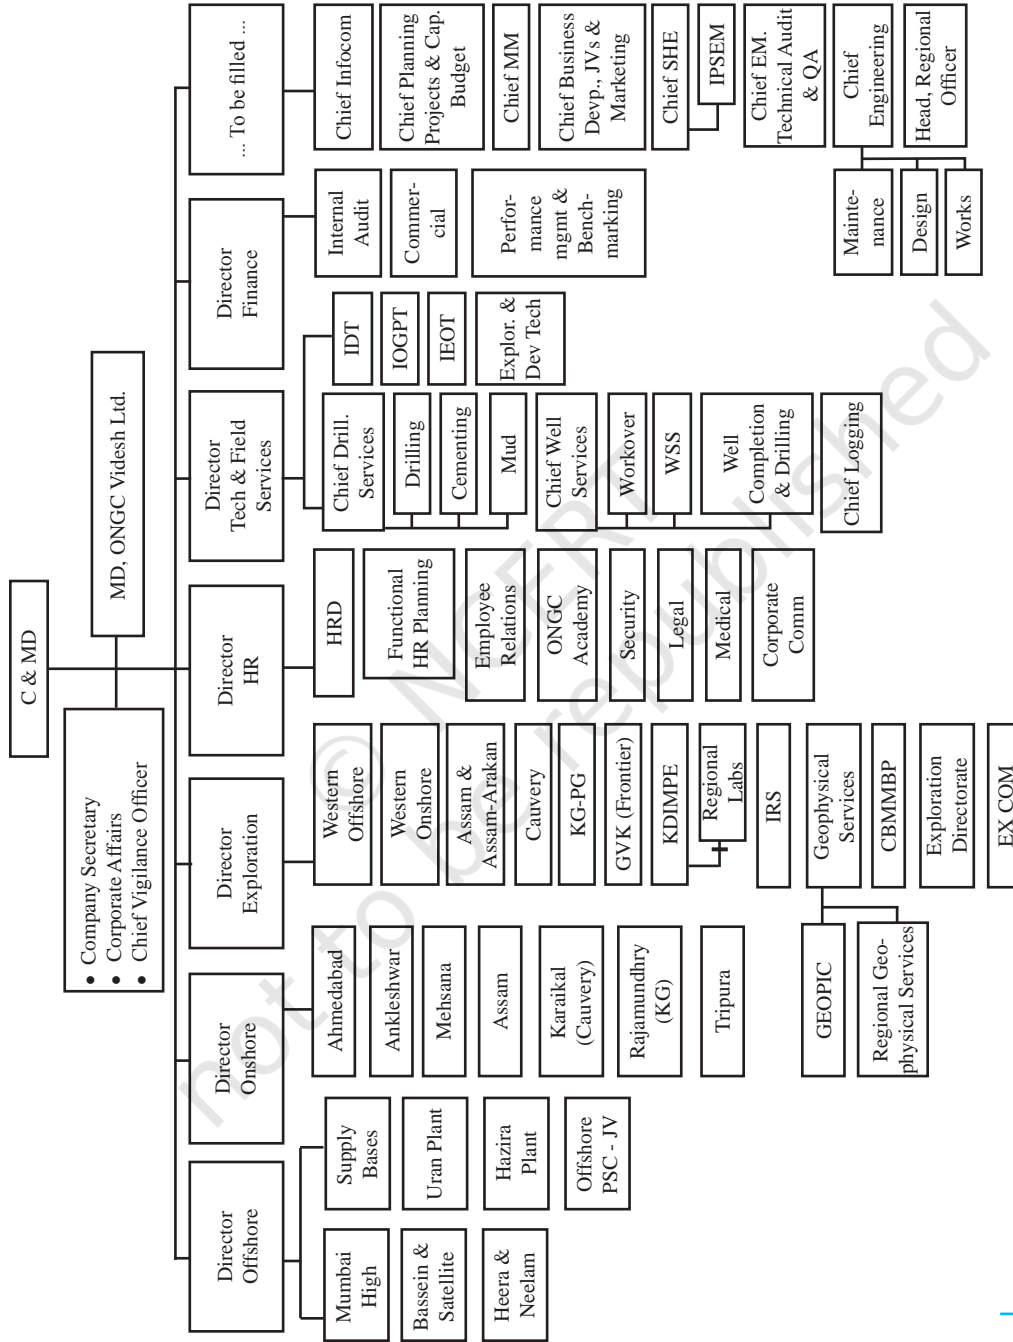 C & MD
MD, ONGC Videsh Ltd.
• Company Secretary
• Corporate Affairs
• Chief Vigilance Officer
Director
Offshore
Director
Onshore
Director
Exploration
Director
HR
Director
Tech & Field
Services
Director
Finance
... To be filled ...
Mumbai
High
Bassein &
Satellite
Heera &
Neelam
Supply
Bases
Uran Plant
Hazira
Plant
Offshore
PSC - JV
Ahmedabad
Ankleshwar
Mehsana
Assam
Karaikal
(Cauvery)
Rajamundhry
(KG)
Tripura
Western
Offshore
Western
Onshore
Assam &
Assam-Arakan
Cauvery
KG-PG
GVK (Frontier)
KDIMPE
Regional
Labs
IRS
Geophysical
Services
GEOPIC
Regional Geo-
physical Services
CBMMBP
Exploration
Directorate
EX COM
HRD
Functional
HR Planning
Employee
Relations
ONGC
Academy
Security
Legal
Medical
Corporate
Comm
Chief Drill.
Services
Drilling
Cementing
Mud
Chief Well
Services
Workover
WSS
Well
Completion
& Drilling
Chief Logging
IDT
IOGPT
IEOT
Explor. &
Dev Tech
Internal
Audit
Commer-
cial
Perfor-
mance
mgmt &
Bench-
marking
Chief Infocom
Chief Planning
Projects & Cap.
Budget
Chief MM
Chief Business
Devp., JVs &
Marketing
Chief SHE
IPSEM
Chief EM.
Technical Audit
& QA
Chief
Engineering
Mainte-
nance
Design
Works
Head, Regional
Officer
© NCERT
not to be republished